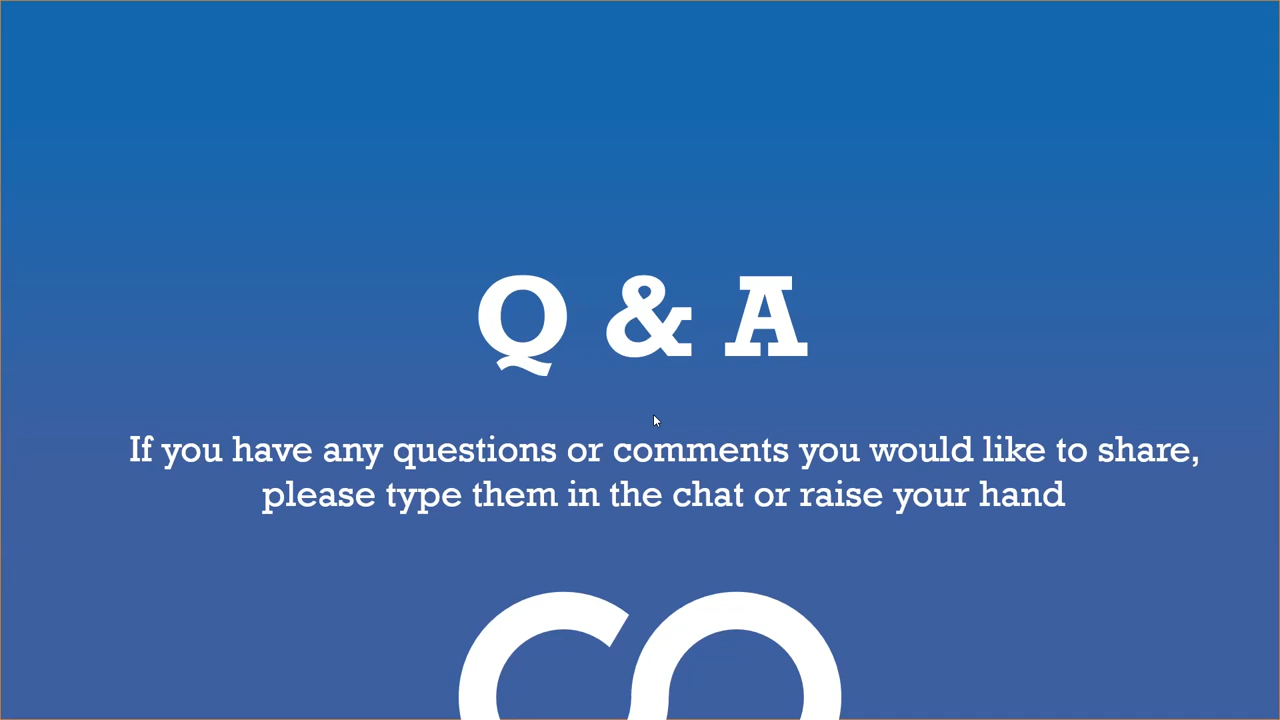 Q & A
If you have any questions or comments you would like to share,
please type them in the chat or raise your hand